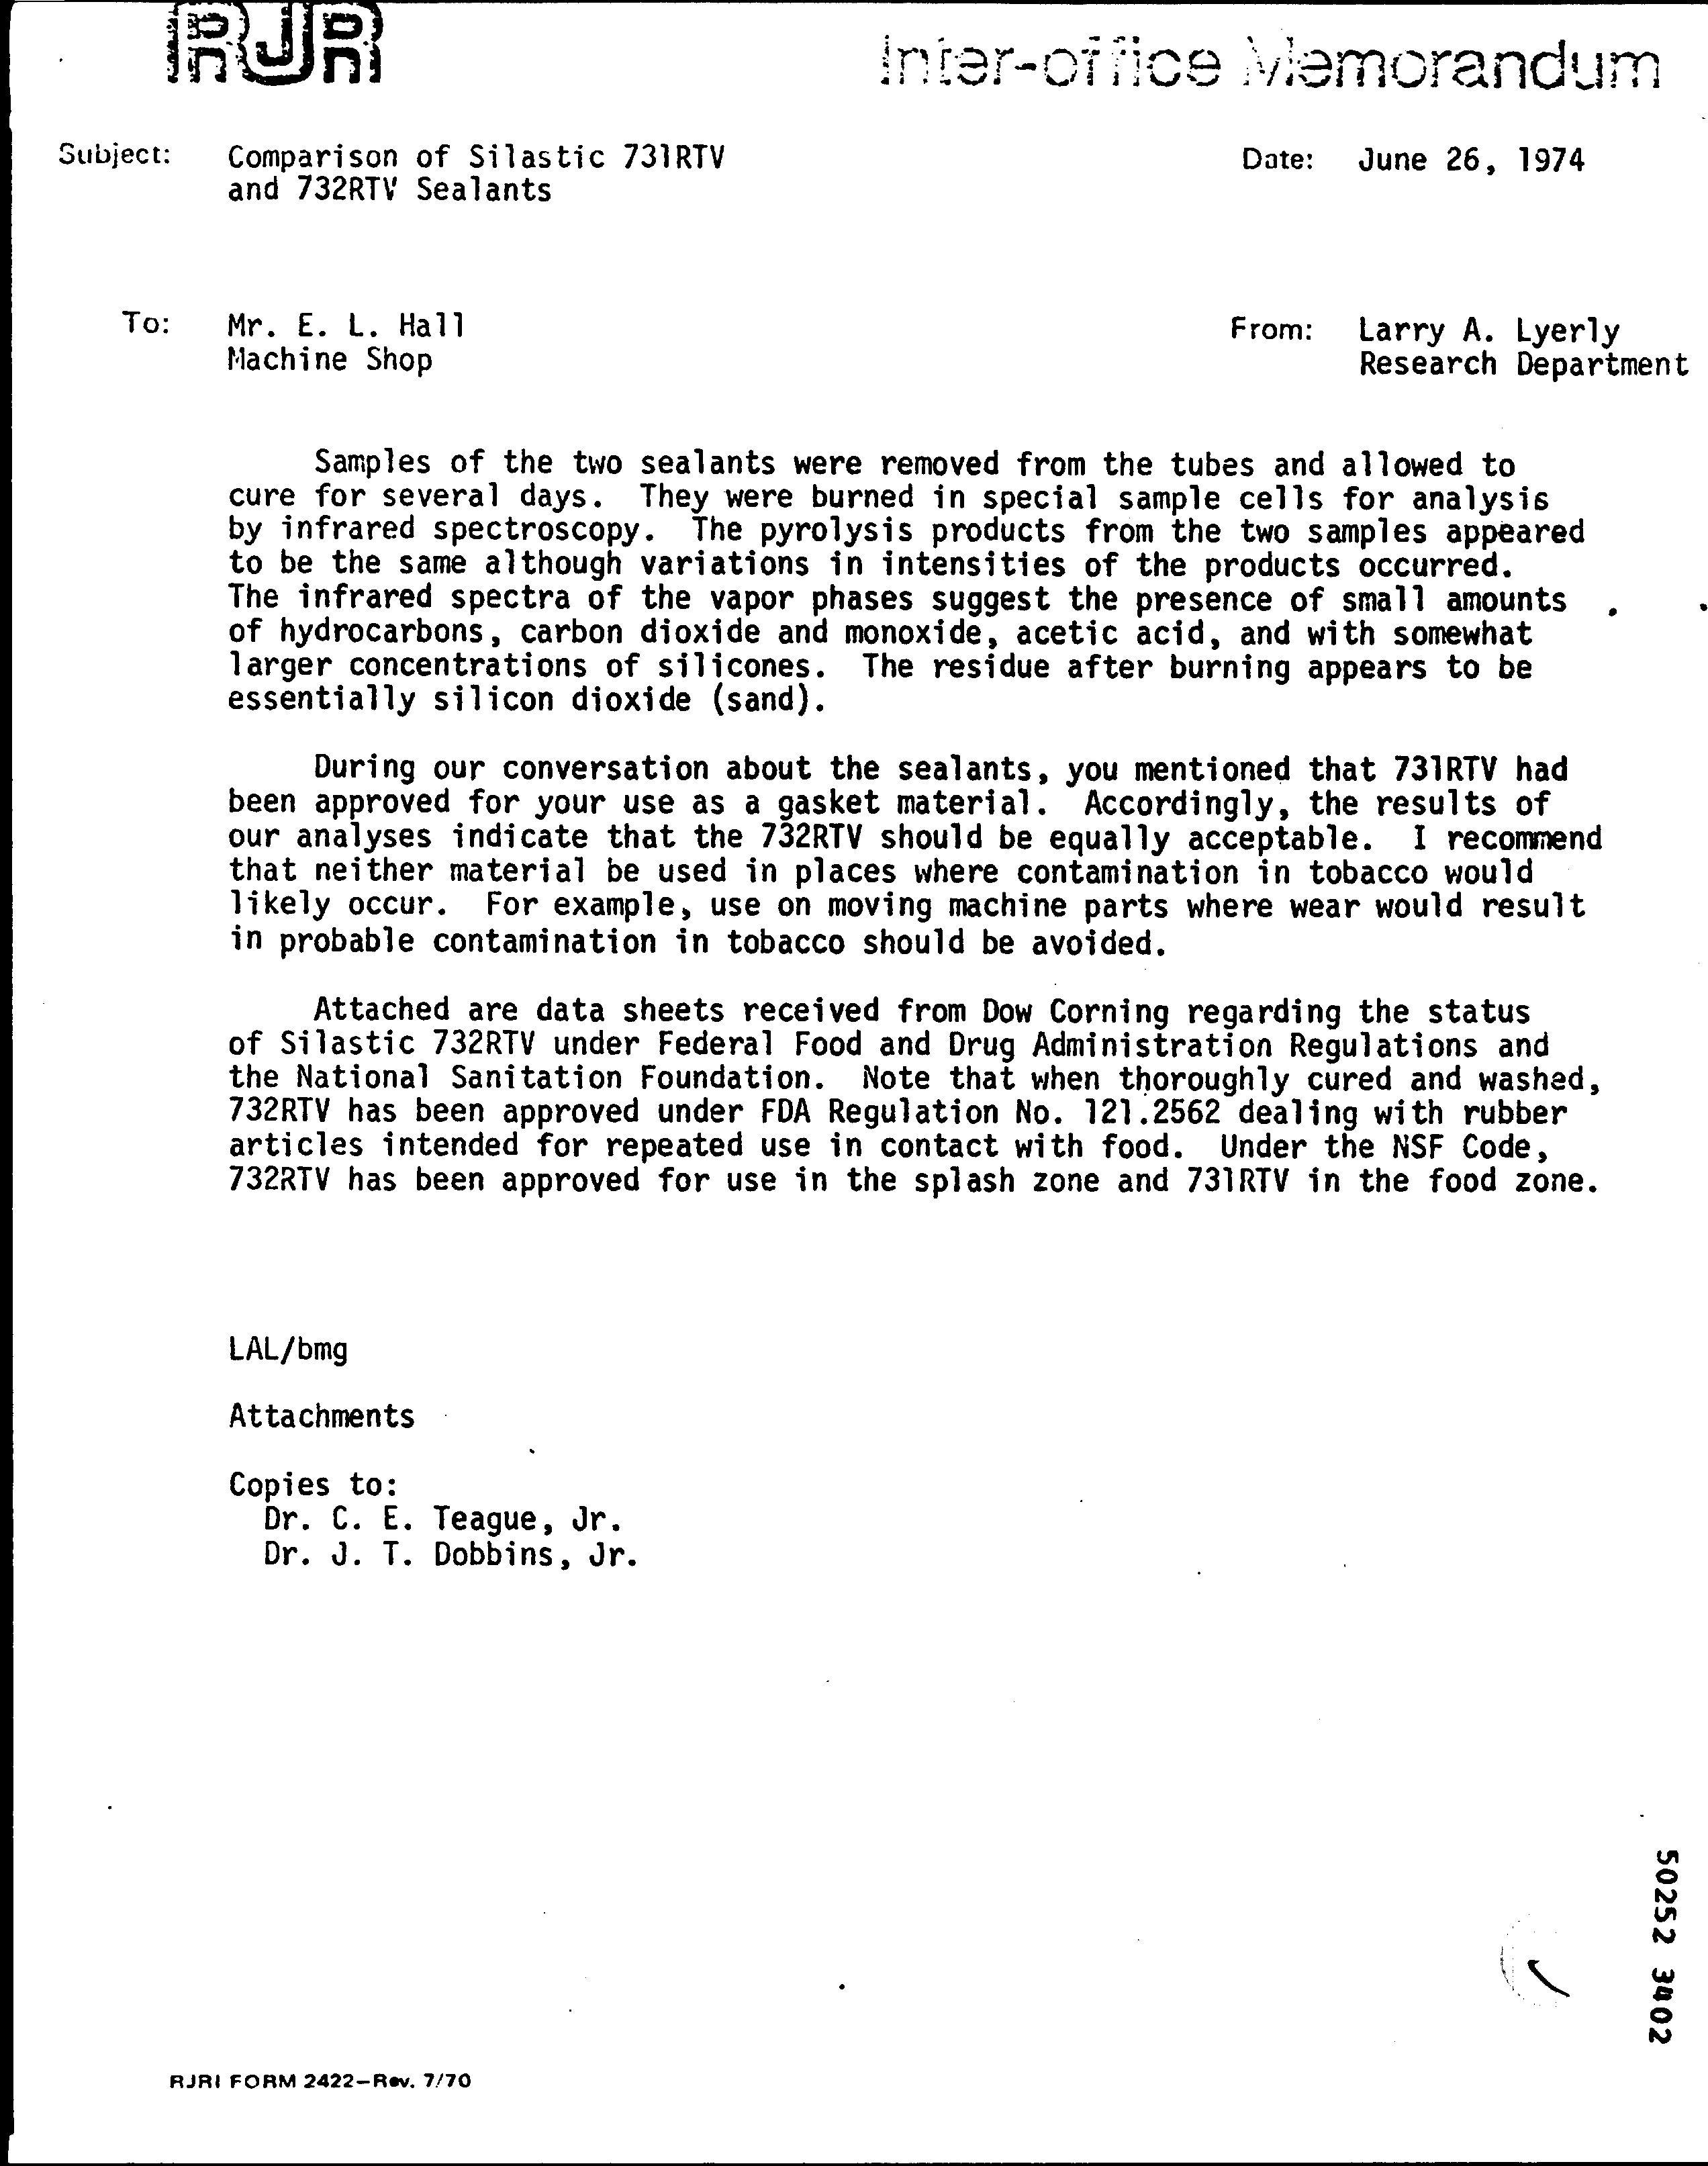 RJR
Inter-office Memorandum
Subject: Comparison of Silastic 731RTV
and 732RTV Sealants
Date: June 26, 1974
To: Mr. E. L. Hall
Machine Shop
From: Larry A. Lyerly
Research Department
Samples of the two sealants were removed from the tubes and allowed to
cure for several days. They were burned in special sample cells for analysis
by infrared spectroscopy. The pyrolysis products from the two samples appeared
to be the same although variations in intensities of the products occurred.
The infrared spectra of the vapor phases suggest the presence of small amounts
of hydrocarbons, carbon dioxide and monoxide, acetic acid, and with somewhat
larger concentrations of silicones. The residue after burning appears to be
essentially silicon dioxide (sand).
During our conversation about the sealants, you mentioned that 731RTV had
been approved for your use as a gasket material. Accordingly, the results of
our analyses indicate that the 732RTV should be equally acceptable. I recommend
that neither material be used in places where contamination in tobacco would
likely occur. For example, use on moving machine parts where wear would result
in probable contamination in tobacco should be avoided.
Attached are data sheets received from Dow Corning regarding the status
of Silastic 732RTV under Federal Food and Drug Administration Regulations and
the National Sanitation Foundation. Note that when thoroughly cured and washed,
732RTV has been approved under FDA Regulation No. 121.2562 dealing with rubber
articles intended for repeated use in contact with food. Under the NSF Code,
732RTV has been approved for use in the splash zone and 731RTV in the food zone.
LAL/bmg
Attachments
Copies to:
Dr. C. E. Teague, Jr.
Dr. J. T. Dobbins, Jr.
50252 3402
RJRI FORM 2422-Rev. 7/70